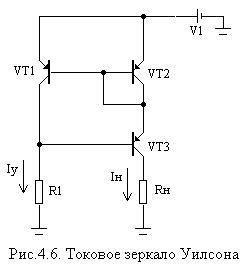 V1
VT1
VT2
VT3
Iу
Iн
R1
Rн
Рис.4.6. Токовое зеркало Уилсона